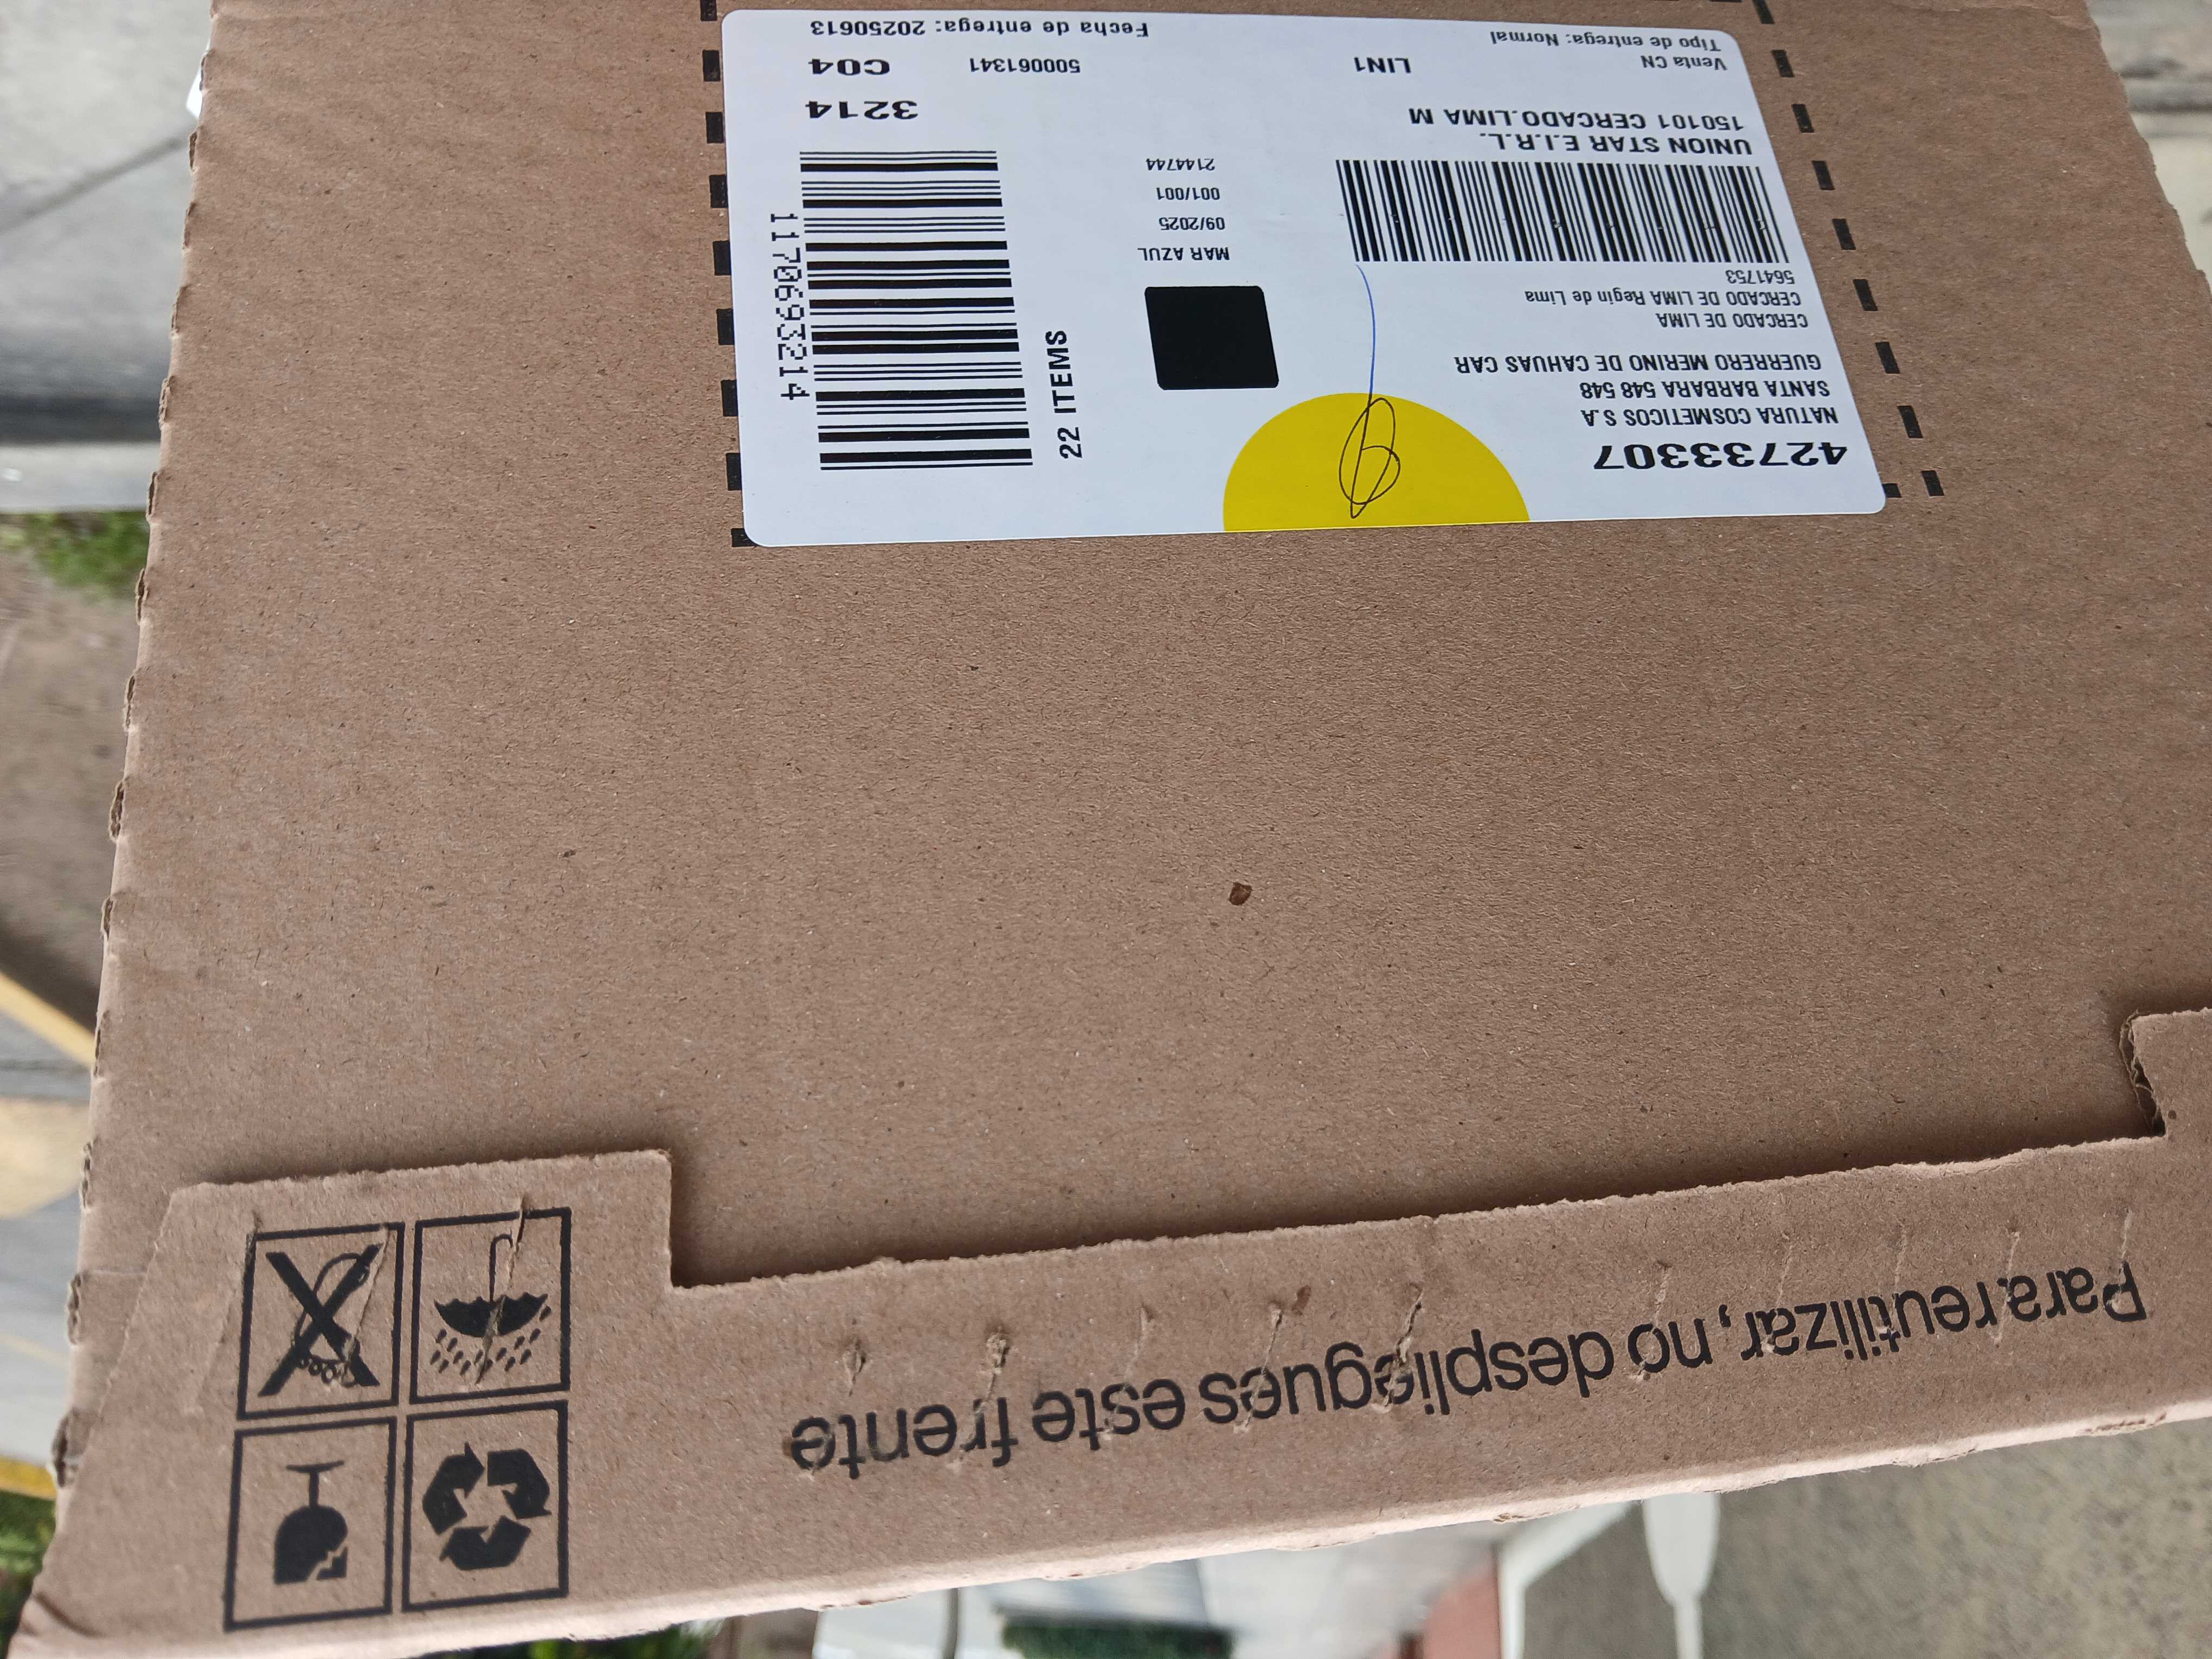 42733307
NATURA COSMETICOS S.A
SANTA BARBARA 548 548
GUERRERO MERINO DE CAHUAS CAR
CERCADO DE LIMA
CERCADO DE LIMA Regin de Lima
5641753
UNION STAR E.I.R.L.
150101 CERCADO.LIMA M
Venta CN
LIN1
500061341
C04
Tipo de entrega: Normal
Fecha de entrega: 20250613
MAR AZUL
09/2025
001/001
2144744
22 ITEMS
1170693214
3214
Para reutilizar, no despliegues este frente